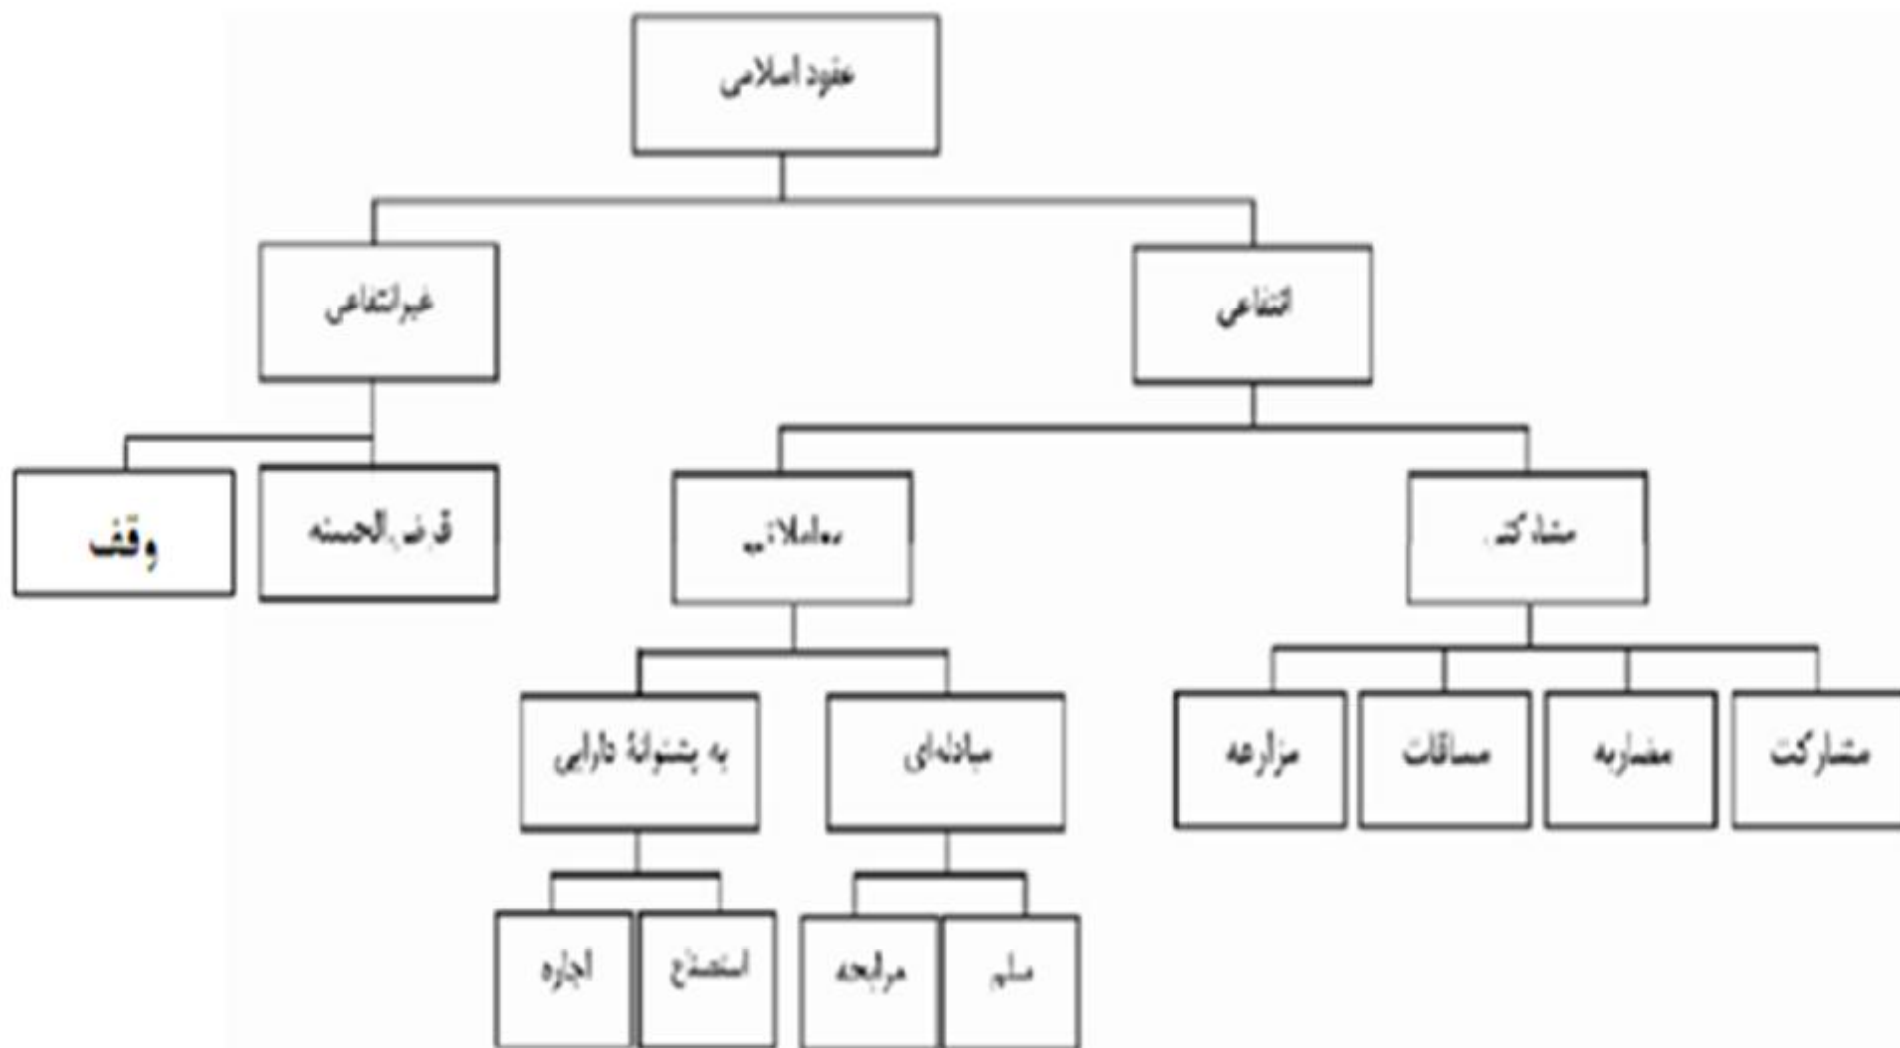 عقود اسلامی
انتفاعی
غیرانتفاعی
مشارکتی
معاملاتی
قرض‌الحسنه
وقف
مبادله‌ای
به پشتوانهٔ دارایی
مشارکت
مضاربه
مساقات
مزارعه
سلم
مرابحه
استصناع
اجاره